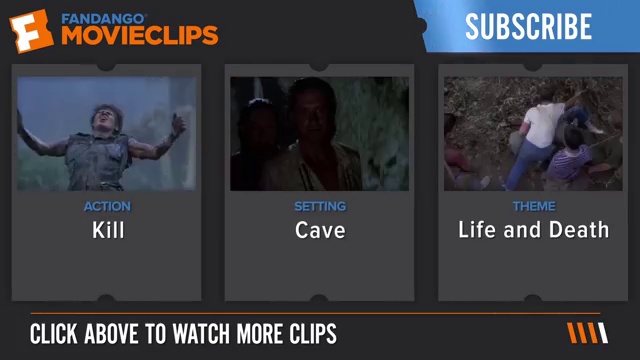 FANDANGO
MOVIECLIPS
SUBSCRIBE
ACTION
Kill
SETTING
Cave
THEME
Life and Death
CLICK ABOVE TO WATCH MORE CLIPS